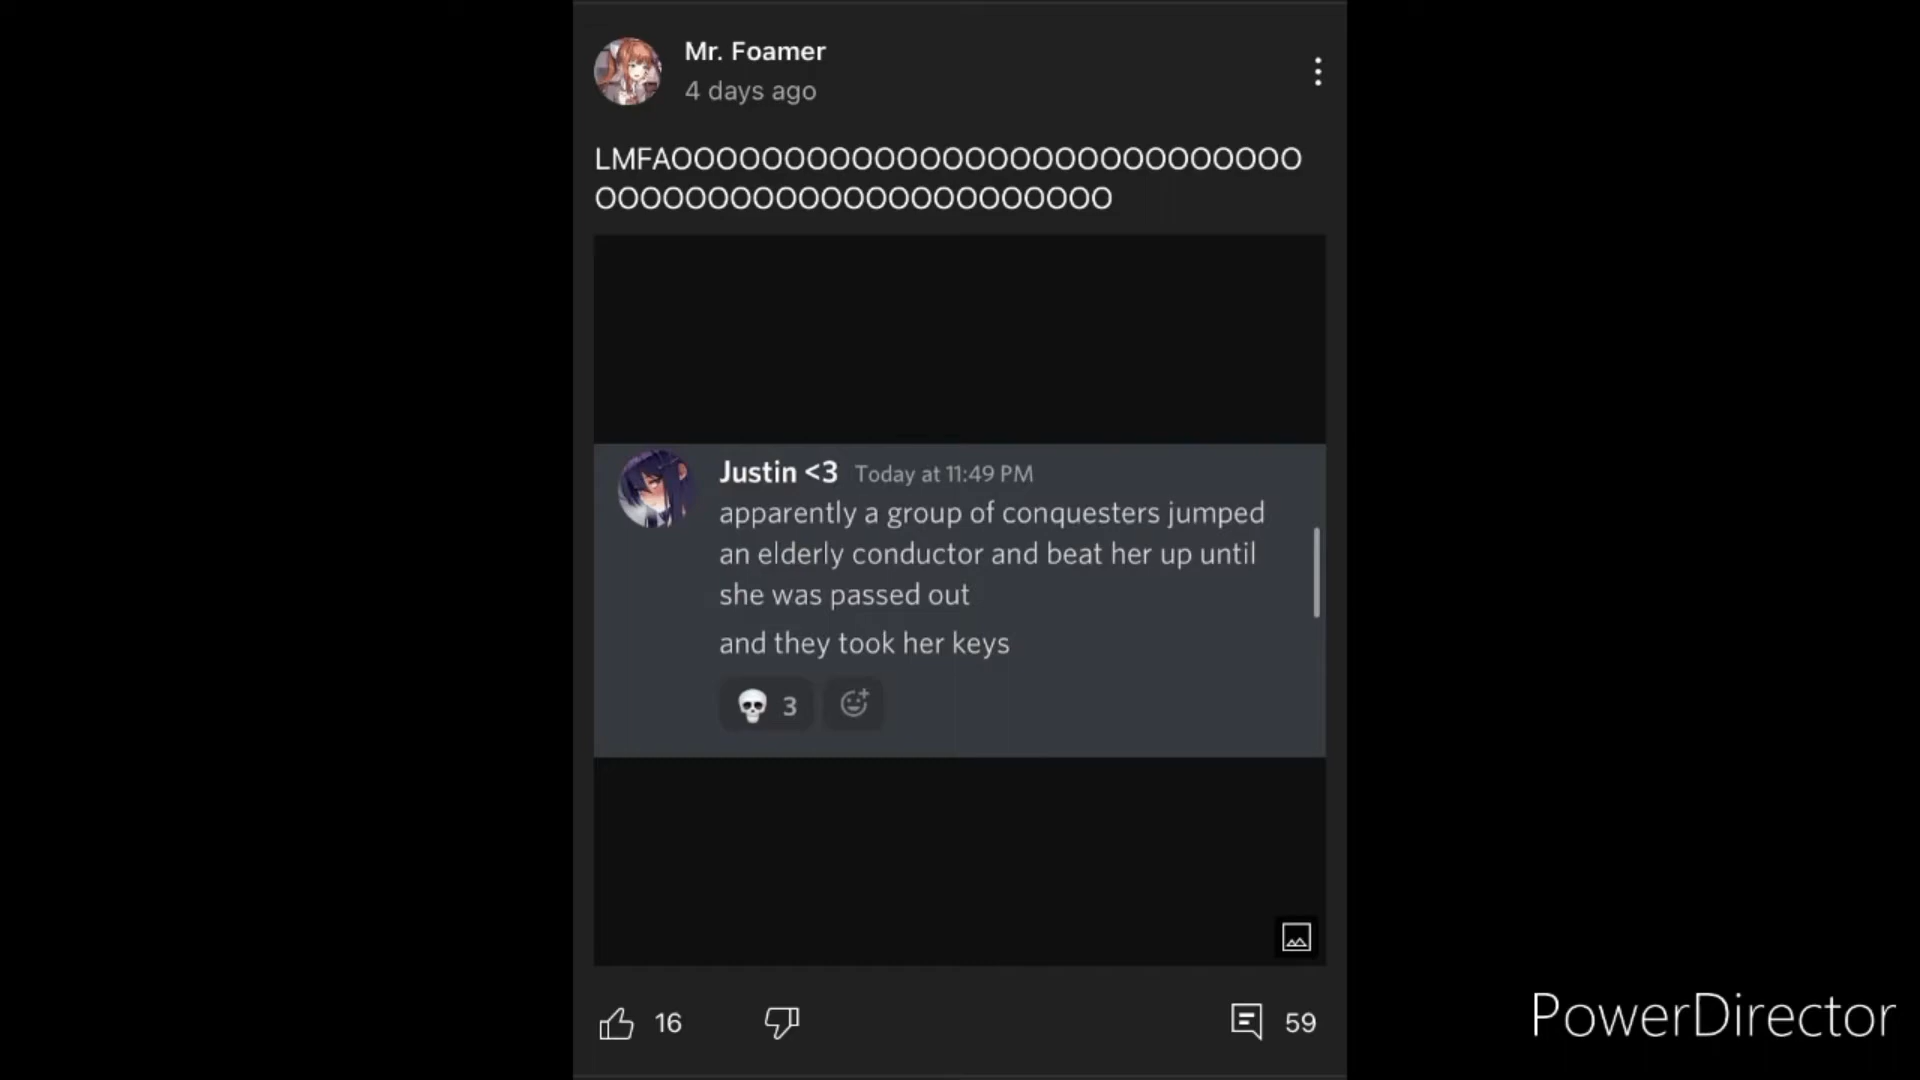 Mr. Foamer
4 days ago
LMFAOOOOOOOOOOOOOOOOOOOOOOOOOOOO
OOOOOOOOOOOOOOOOOOOOOOO
Justin <3 Today at 11:49 PM
apparently a group of conquesters jumped
an elderly conductor and beat her up until
she was passed out
and they took her keys
💀 3
16
59
PowerDirector